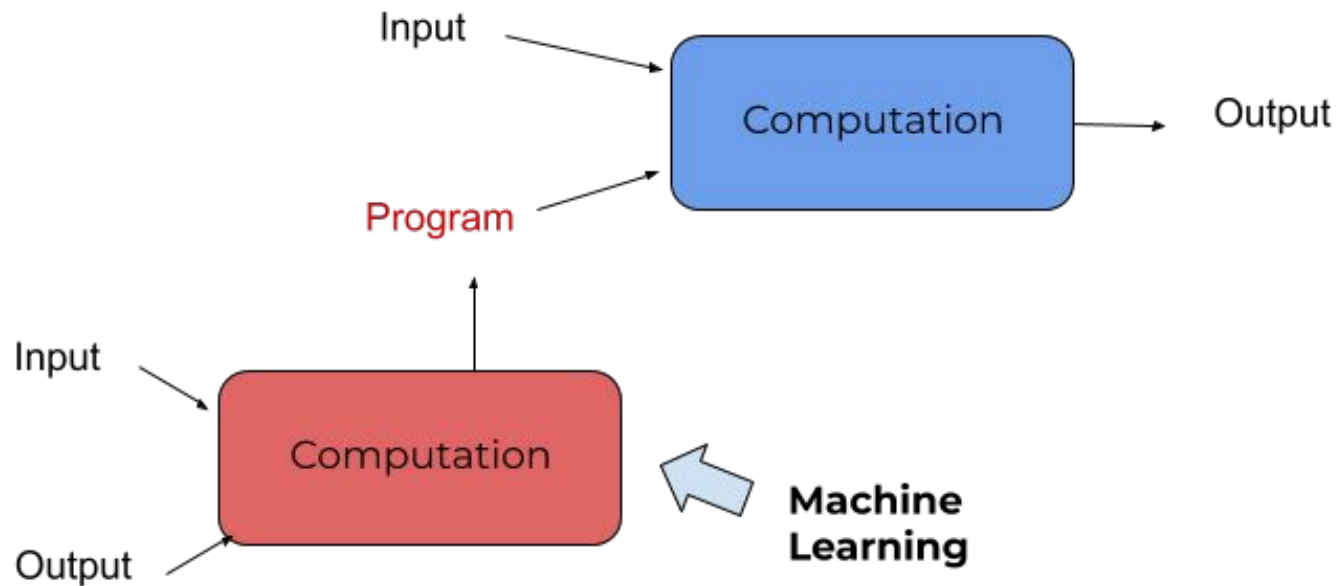 Input
Computation
Output
Program
Input
Computation
Output
Machine
Learning